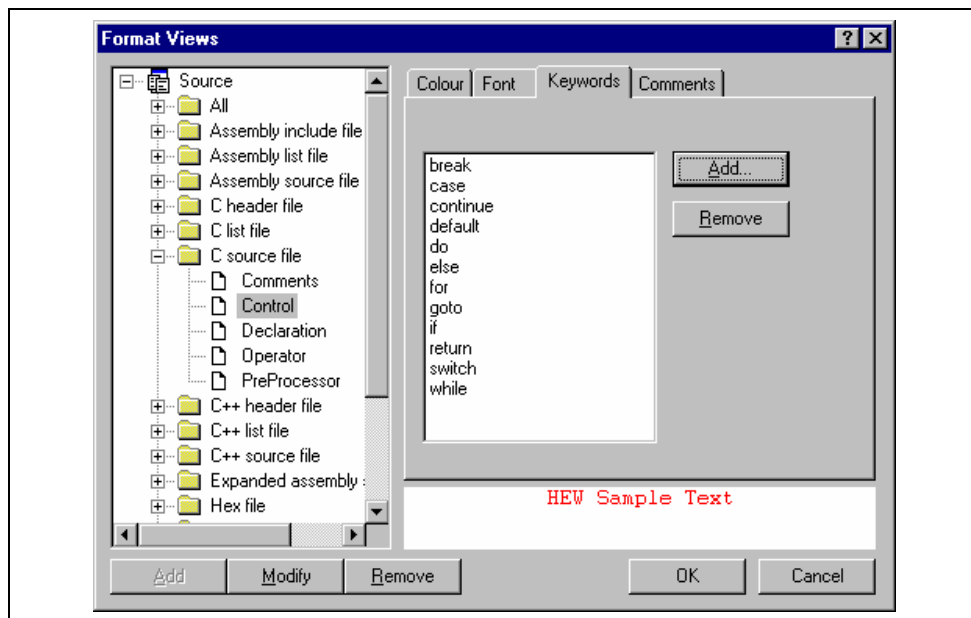 Format Views
Source
All
Assembly include file
Assembly list file
Assembly source file
C header file
C list file
C source file
Comments
Control
Declaration
Operator
PreProcessor
C++ header file
C++ list file
C++ source file
Expanded assembly
Hex file
Colour Font Keywords Comments
break
case
continue
default
do
else
for
goto
if
return
switch
while
Add...
Remove
HEW Sample Text
Add Modify Remove OK Cancel